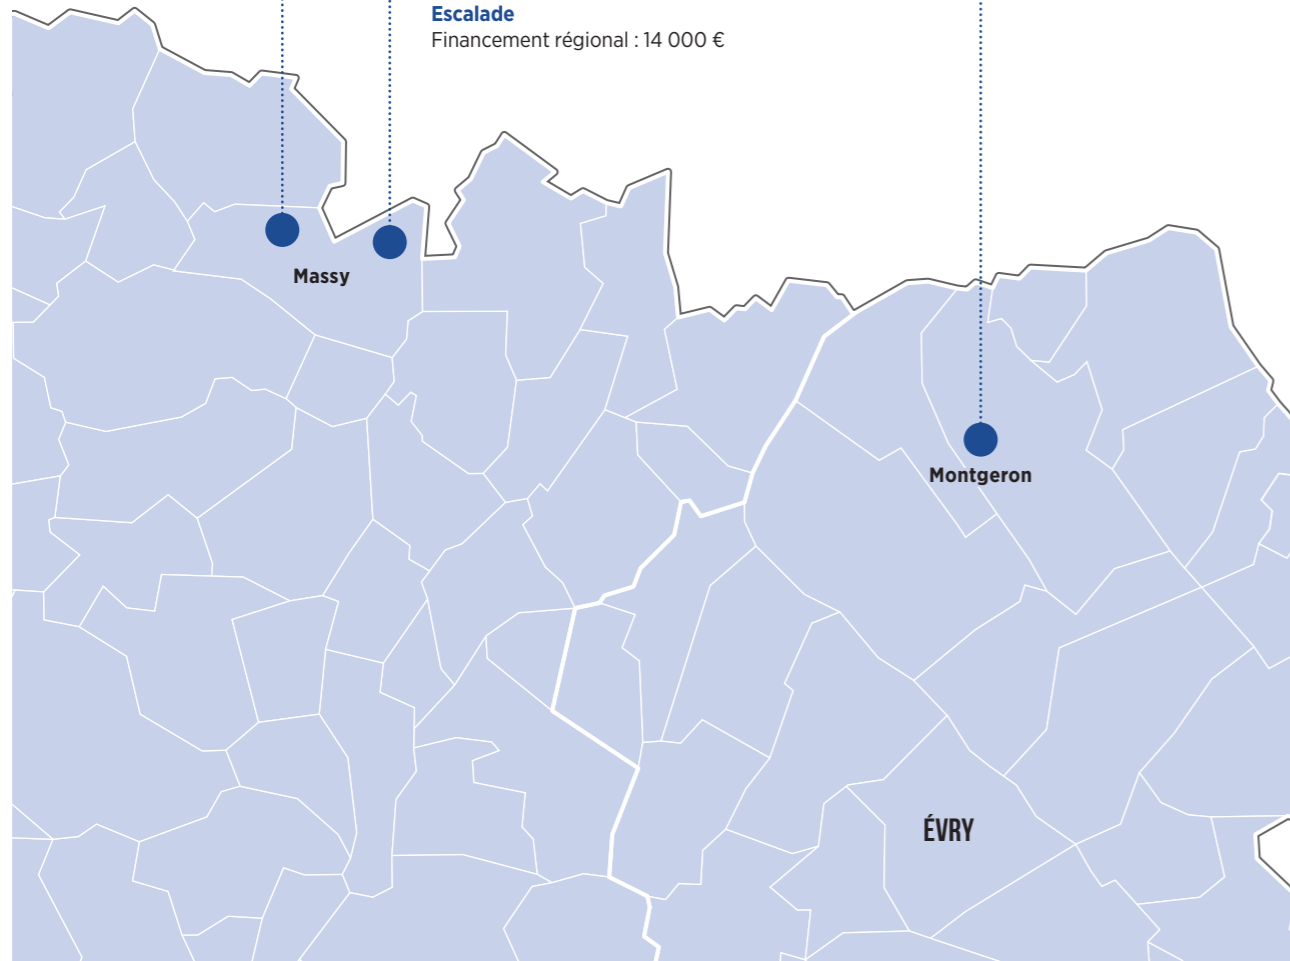 Escalade
Financement régional : 14 000 €
Massy
Montgeron
ÉVRY